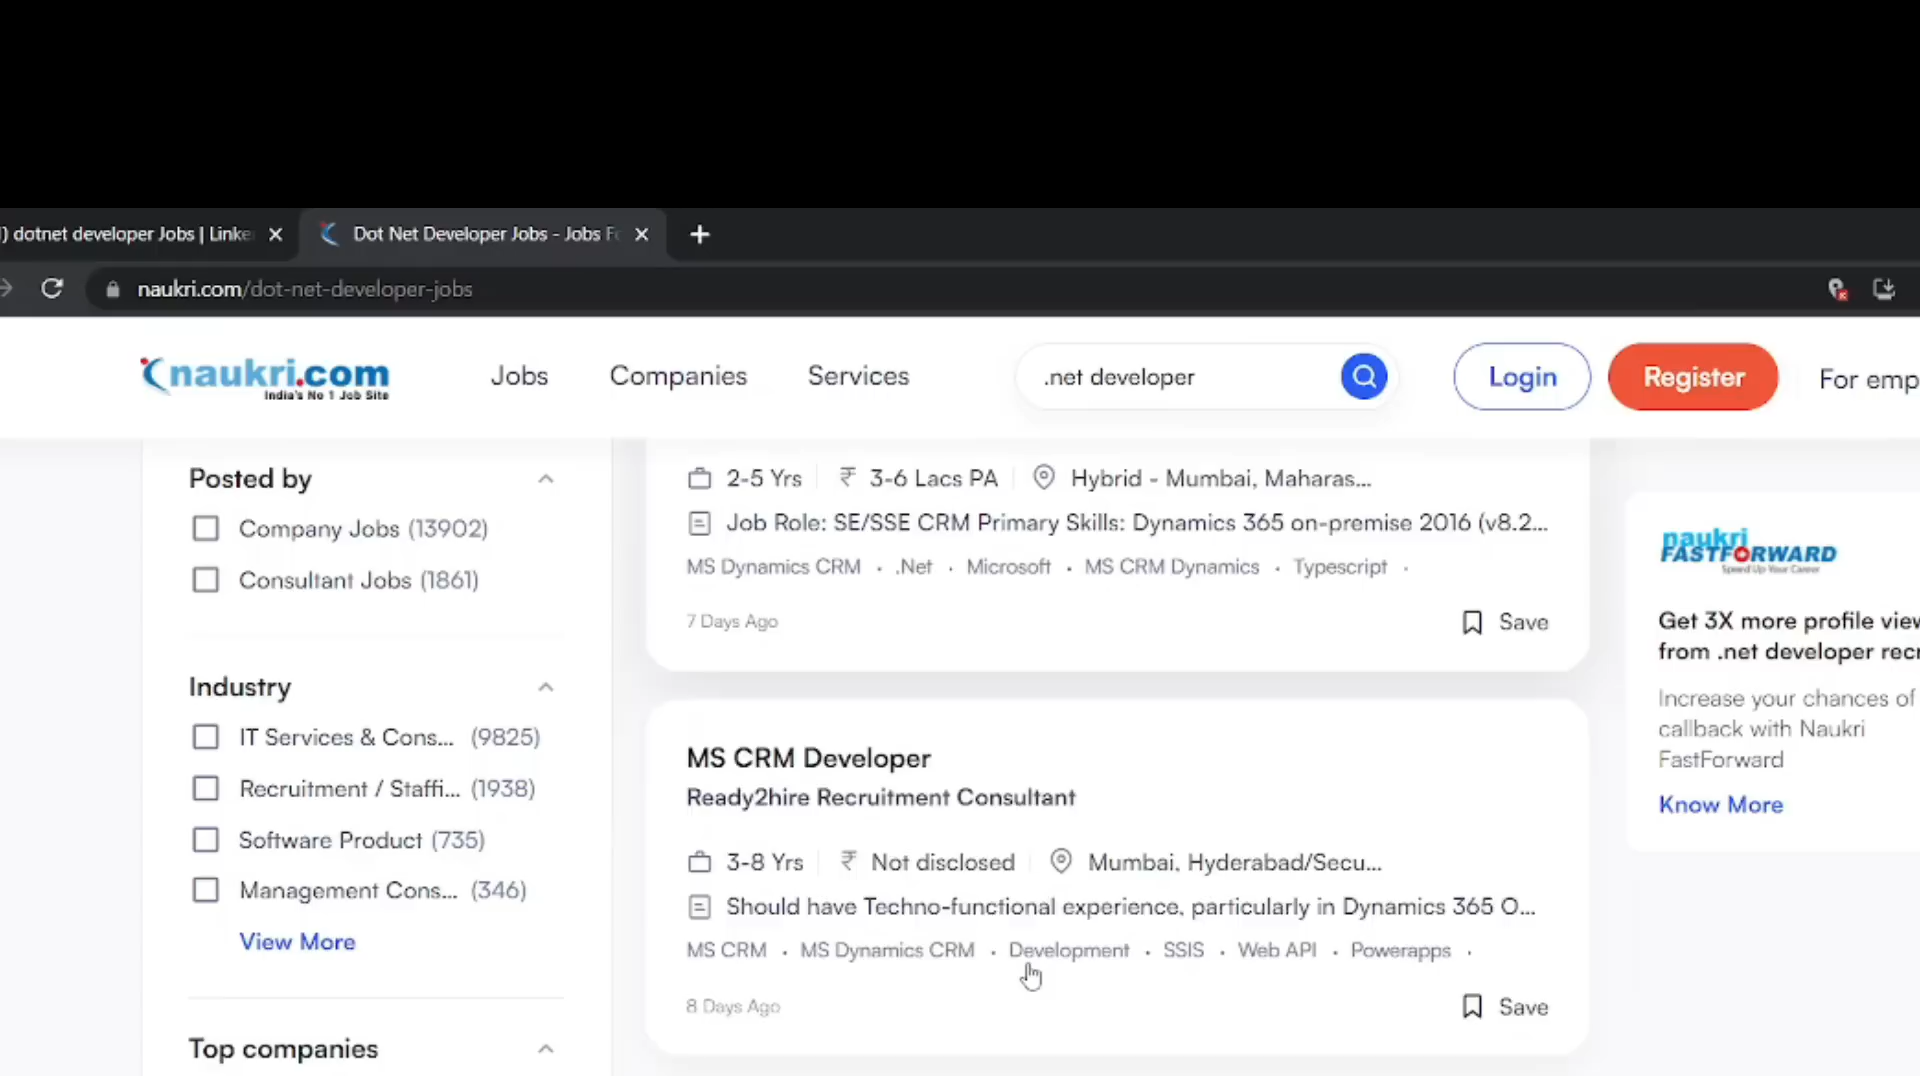 ) dotnet developer Jobs | Linke
Dot Net Developer Jobs - Jobs Fo
naukri.com/dot-net-developer-jobs
naukri.com
India's No 1 Job Site
Jobs
Companies
Services
.net developer
Login
Register
For emp
Posted by
Company Jobs (13902)
Consultant Jobs (1861)
Industry
IT Services & Cons... (9825)
Recruitment / Staffi... (1938)
Software Product (735)
Management Cons... (346)
View More
Top companies
2-5 Yrs
₹ 3-6 Lacs PA
Hybrid - Mumbai, Maharas...
Job Role: SE/SSE CRM Primary Skills: Dynamics 365 on-premise 2016 (v8.2...
MS Dynamics CRM · .Net · Microsoft · MS CRM Dynamics · Typescript ·
7 Days Ago
Save
MS CRM Developer
Ready2hire Recruitment Consultant
3-8 Yrs
₹ Not disclosed
Mumbai, Hyderabad/Secu...
Should have Techno-functional experience, particularly in Dynamics 365 O...
MS CRM · MS Dynamics CRM · Development · SSIS · Web API · Powerapps ·
8 Days Ago
Save
naukri
FASTFORWARD
Speed Up Your Career
Get 3X more profile view
from .net developer recr
Increase your chances of
callback with Naukri
FastForward
Know More